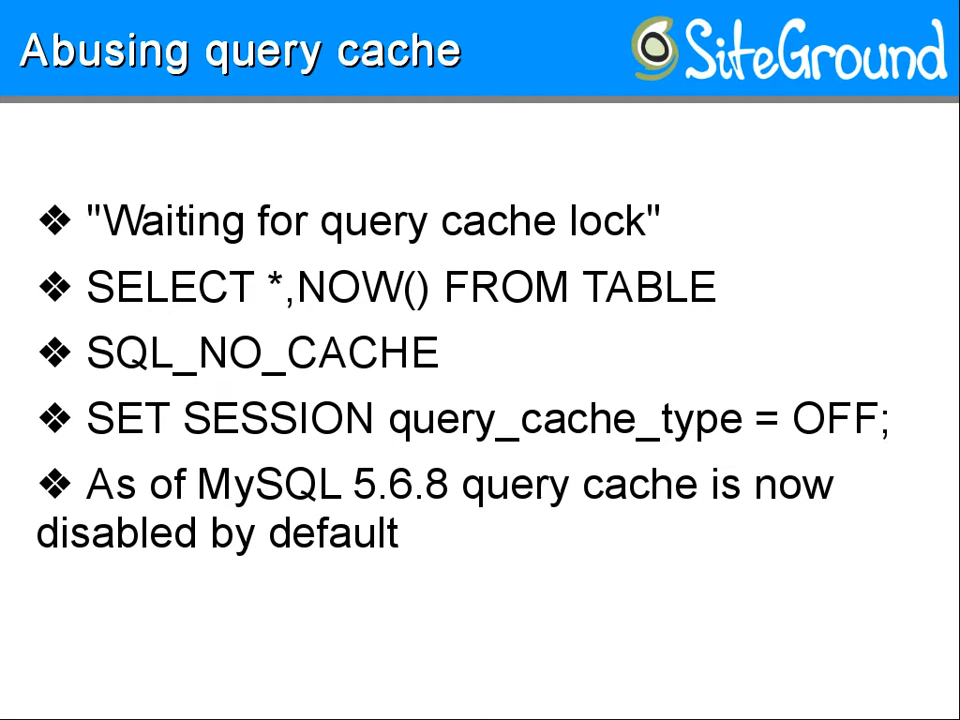 Abusing query cache
SiteGround
❖ "Waiting for query cache lock"
❖ SELECT *,NOW() FROM TABLE
❖ SQL_NO_CACHE
❖ SET SESSION query_cache_type = OFF;
❖ As of MySQL 5.6.8 query cache is now
disabled by default